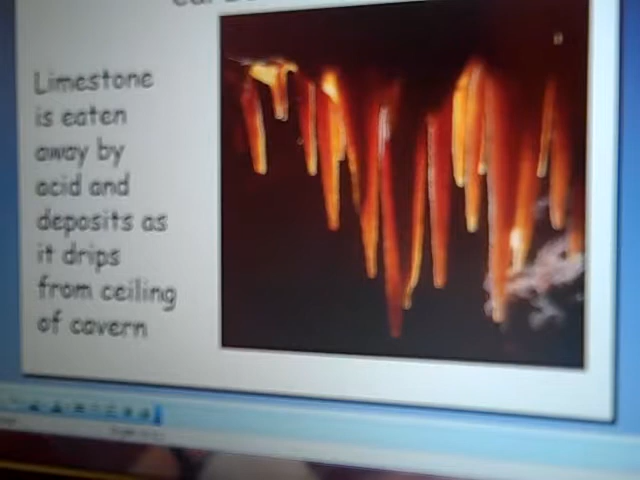 Limestone
is eaten
away by
acid and
deposits as
it drips
from ceiling
of cavern